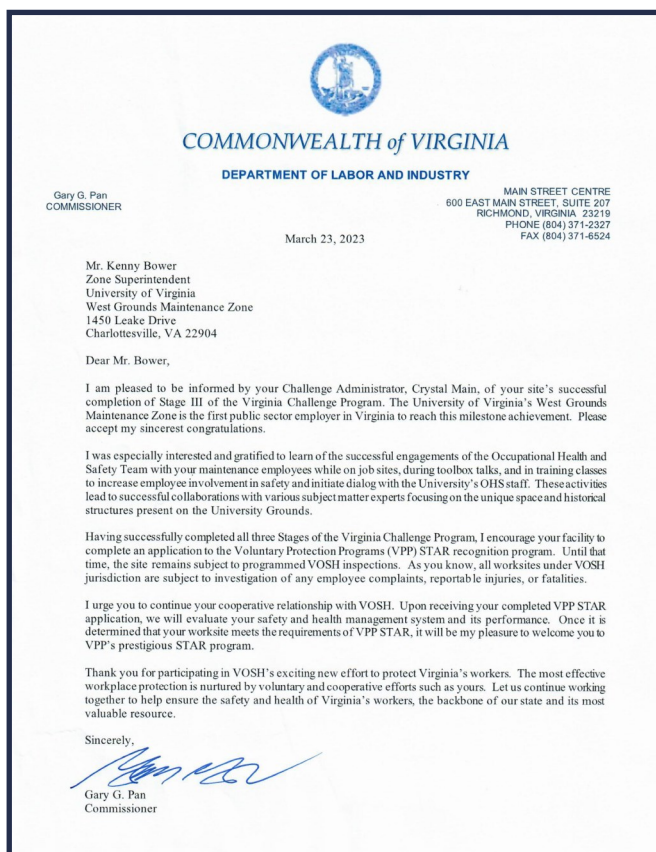 COMMONWEALTH of VIRGINIA
DEPARTMENT OF LABOR AND INDUSTRY
Gary G. Pan
COMMISSIONER
MAIN STREET CENTRE
600 EAST MAIN STREET, SUITE 207
RICHMOND, VIRGINIA 23219
PHONE (804) 371-2327
FAX (804) 371-6524
March 23, 2023
Mr. Kenny Bower
Zone Superintendent
University of Virginia
West Grounds Maintenance Zone
1450 Leake Drive
Charlottesville, VA 22904
Dear Mr. Bower,
I am pleased to be informed by your Challenge Administrator, Crystal Main, of your site's successful
completion of Stage III of the Virginia Challenge Program. The University of Virginia's West Grounds
Maintenance Zone is the first public sector employer in Virginia to reach this milestone achievement. Please
accept my sincerest congratulations.
I was especially interested and gratified to learn of the successful engagements of the Occupational Health and
Safety Team with your maintenance employees while on job sites, during toolbox talks, and in training classes
to increase employee involvement in safety and initiate dialog with the University's OHS staff. These activities
lead to successful collaborations with various subject matter experts focusing on the unique space and historical
structures present on the University Grounds.
Having successfully completed all three Stages of the Virginia Challenge Program, I encourage your facility to
complete an application to the Voluntary Protection Programs (VPP) STAR recognition program. Until that
time, the site remains subject to programmed VOSH inspections. As you know, all worksites under VOSH
jurisdiction are subject to investigation of any employee complaints, reportable injuries, or fatalities.
I urge you to continue your cooperative relationship with VOSH. Upon receiving your completed VPP STAR
application, we will evaluate your safety and health management system and its performance. Once it is
determined that your worksite meets the requirements of VPP STAR, it will be my pleasure to welcome you to
VPP's prestigious STAR program.
Thank you for participating in VOSH's exciting new effort to protect Virginia's workers. The most effective
workplace protection is nurtured by voluntary and cooperative efforts such as yours. Let us continue working
together to help ensure the safety and health of Virginia's workers, the backbone of our state and its most
valuable resource.
Sincerely,
Gary G. Pan
Commissioner